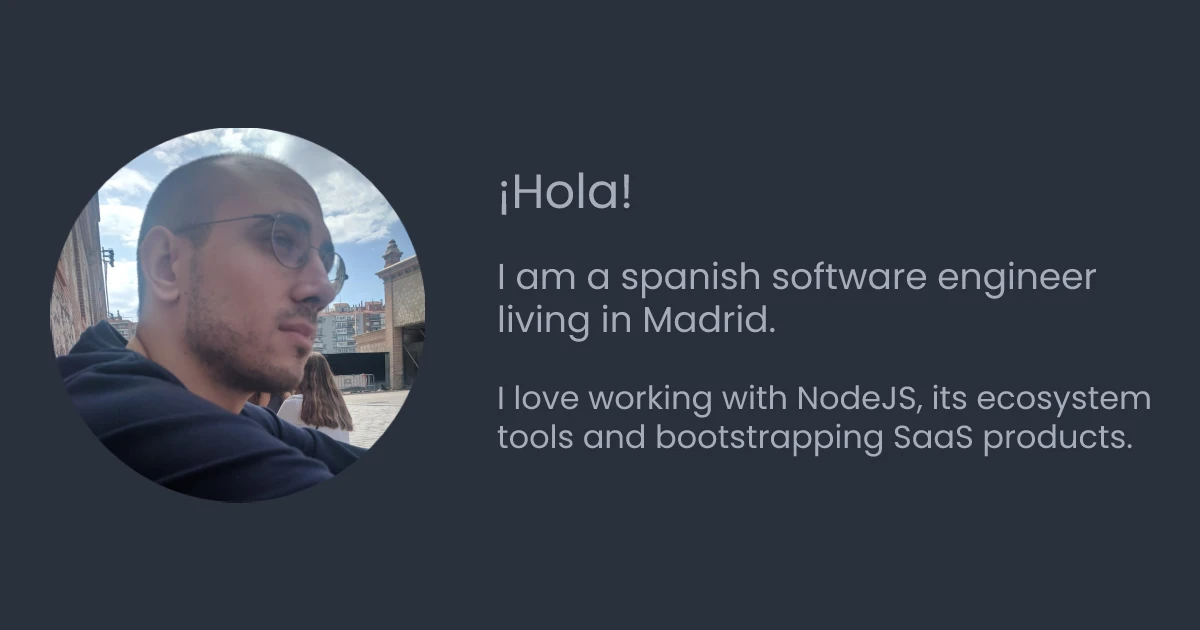 ¡Hola!
I am a spanish software engineer
living in Madrid.
I love working with NodeJS, its ecosystem
tools and bootstrapping SaaS products.